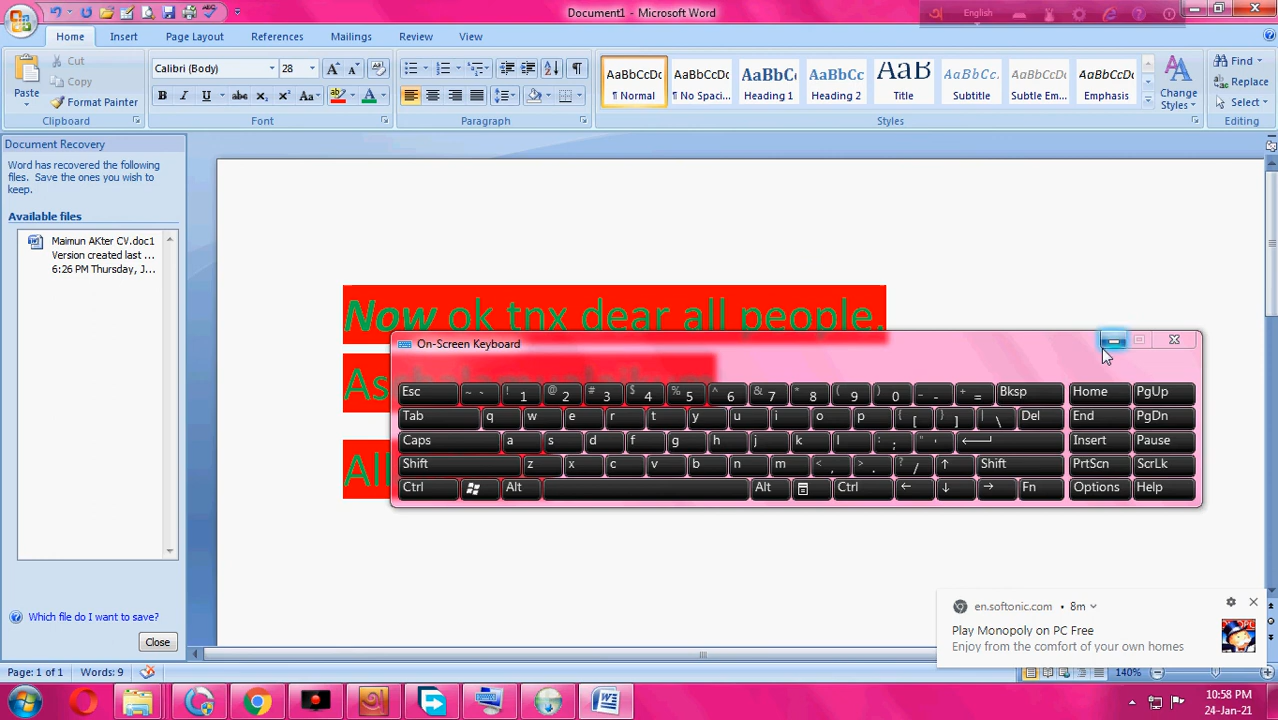 Document1 - Microsoft Word
English
Home Insert Page Layout References Mailings Review View
Paste
Cut
Copy
Format Painter
Clipboard
Calibri (Body) 28
Font
Paragraph
AaBbCcDc AaBbCcDc AaBbCc AaBbCc AaB AaBbCc. AaBbCcDc AaBbCcDc
¶ Normal ¶ No Spaci... Heading 1 Heading 2 Title Subtitle Subtle Em... Emphasis
Change Styles
Styles
Find
Replace
Select
Editing
Document Recovery
Word has recovered the following
files. Save the ones you wish to
keep.
Available files
Maimun AKter CV.doc1
Version created last ...
6:26 PM Thursday, J...
Which file do I want to save?
Close
Now ok tnx dear all people.
All
On-Screen Keyboard
Esc ~ ` ! 1 @ 2 # 3 $ 4 % 5 ^ 6 & 7 * 8 ( 9 ) 0 _ - + = Bksp Home PgUp
Tab q w e r t y u i o p { [ } ] | \ Del End PgDn
Caps a s d f g h j k l : ; " ' Insert Pause
Shift z x c v b n m < , > . ? / ↑ Shift PrtScn ScrLk
Ctrl Alt Alt Ctrl ← ↓ → Fn Options Help
en.softonic.com • 8m
Play Monopoly on PC Free
Enjoy from the comfort of your own homes
Page: 1 of 1 Words: 9 140%
10:58 PM
24-Jan-21